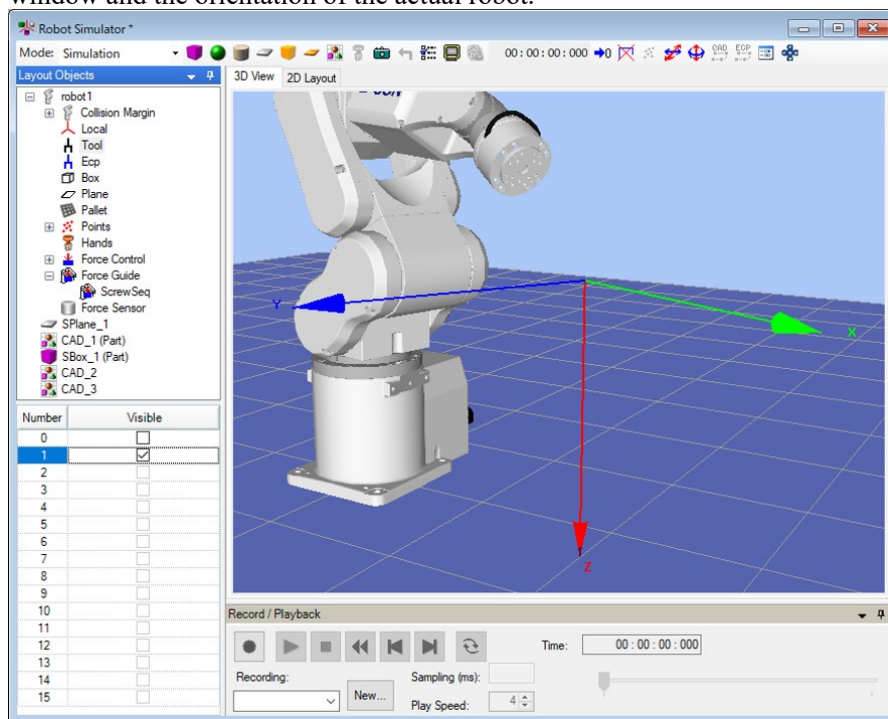 window and the orientation of the actual robot.
Robot Simulator *
Mode: Simulation
00:00:00:000
Layout Objects
robot1
Collision Margin
Local
Tool
Ecp
Box
Plane
Pallet
Points
Hands
Force Control
Force Guide
ScrewSeq
Force Sensor
SPlane_1
CAD_1 (Part)
SBox_1 (Part)
CAD_2
CAD_3
Number Visible
0
1
2
3
4
5
6
7
8
9
10
11
12
13
14
15
3D View 2D Layout
Y
X
Z
Record / Playback
Time: 00 : 00 : 00 : 000
Recording: Sampling (ms):
New... Play Speed: 4